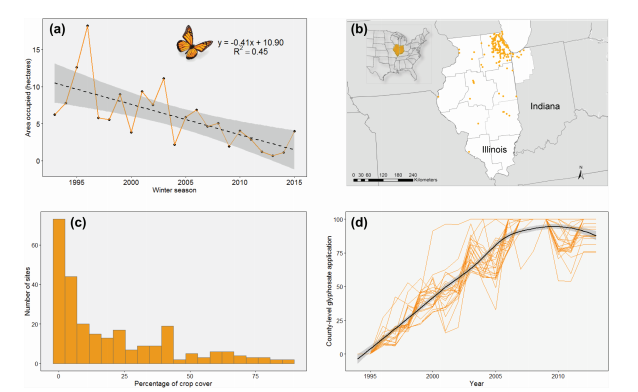 (a)
y = -0.41x + 10.90
R² = 0.45
Area occupied (hectares)
15
10
5
0
1995 2000 2005 2010 2015
Winter season
(b)
Indiana
Illinois
N
0 30 60 120 180 240
Kilometers
(c)
Number of sites
60
40
20
0
0 25 50 75
Percentage of crop cover
(d)
County-level glyphosate application
100
75
50
25
0
1995 2000 2005 2010
Year